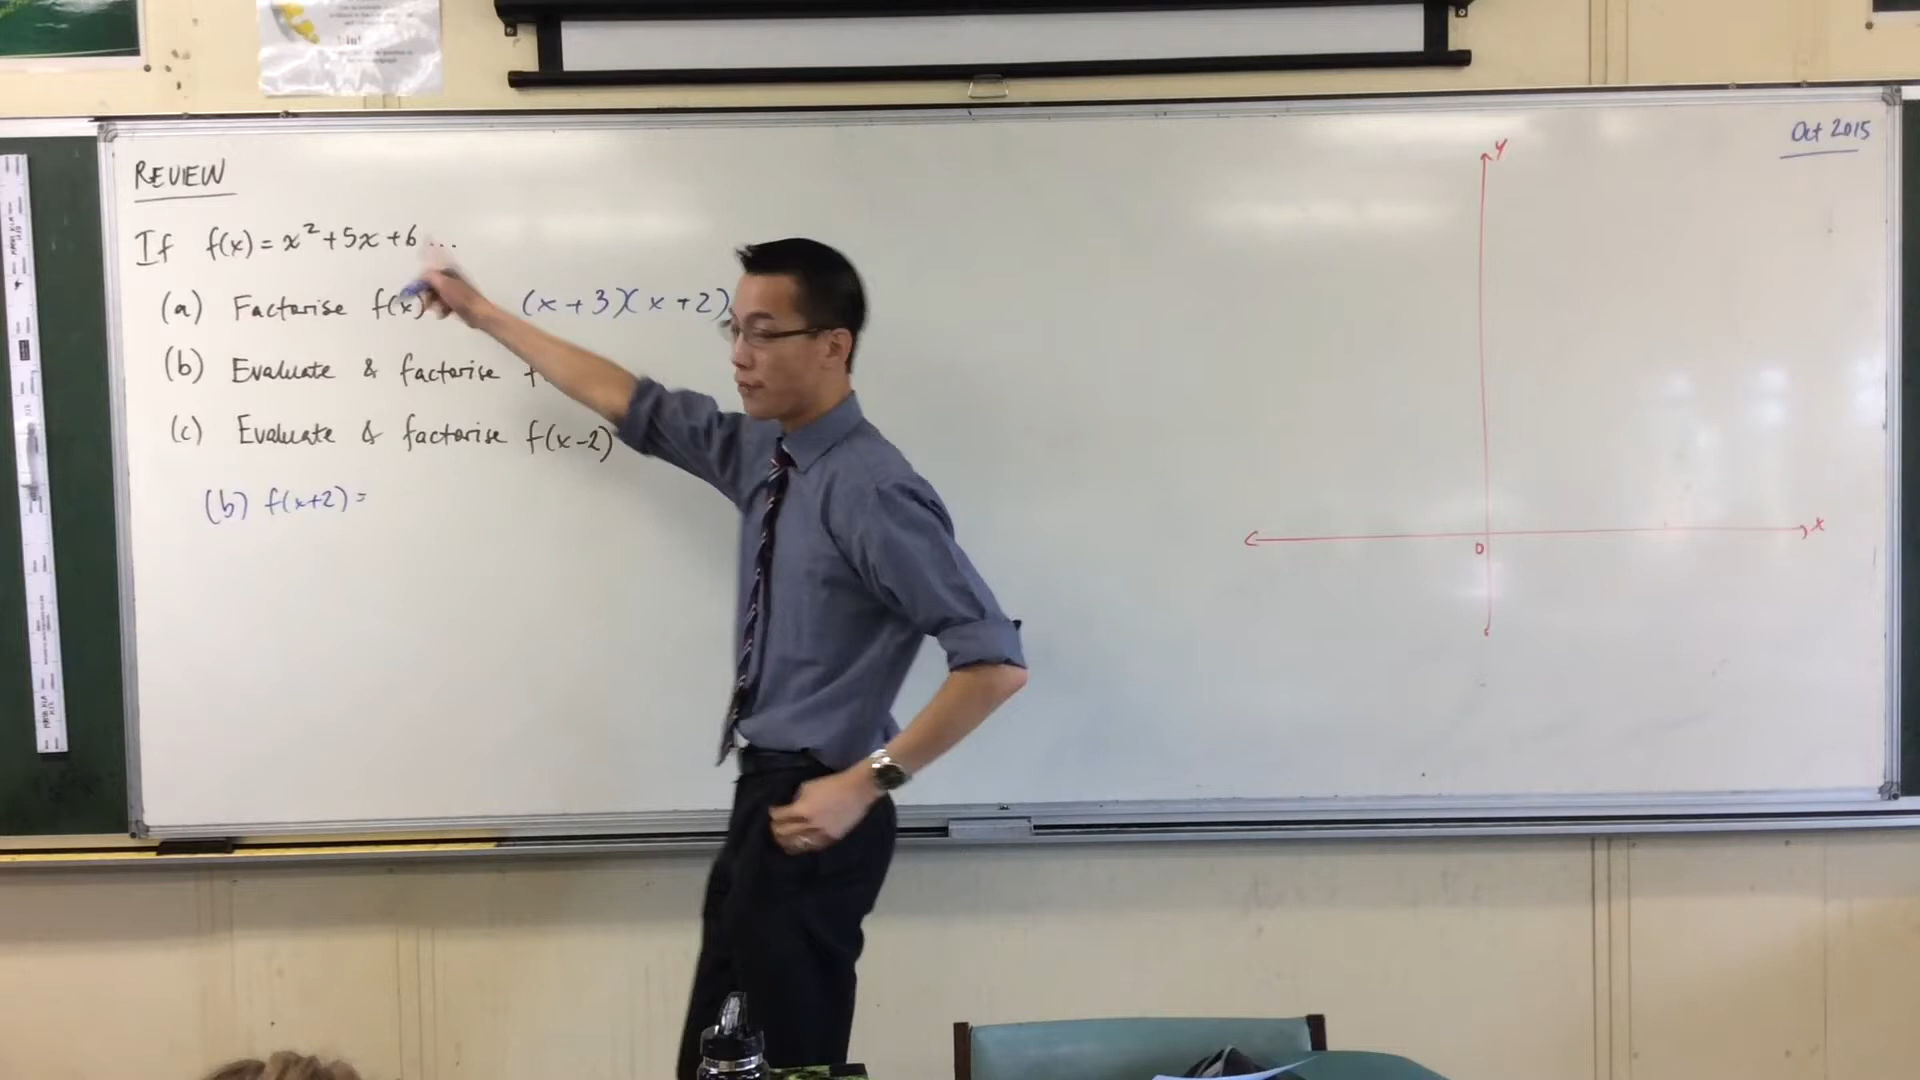 Oct 2015
REVIEW
If f(x) = x² + 5x + 6 ...
(a) Factorise f(x) (x + 3)(x + 2)
(b) Evaluate & factorise
(c) Evaluate & factorise f(x-2)
(b) f(x+2) =
y
x
0